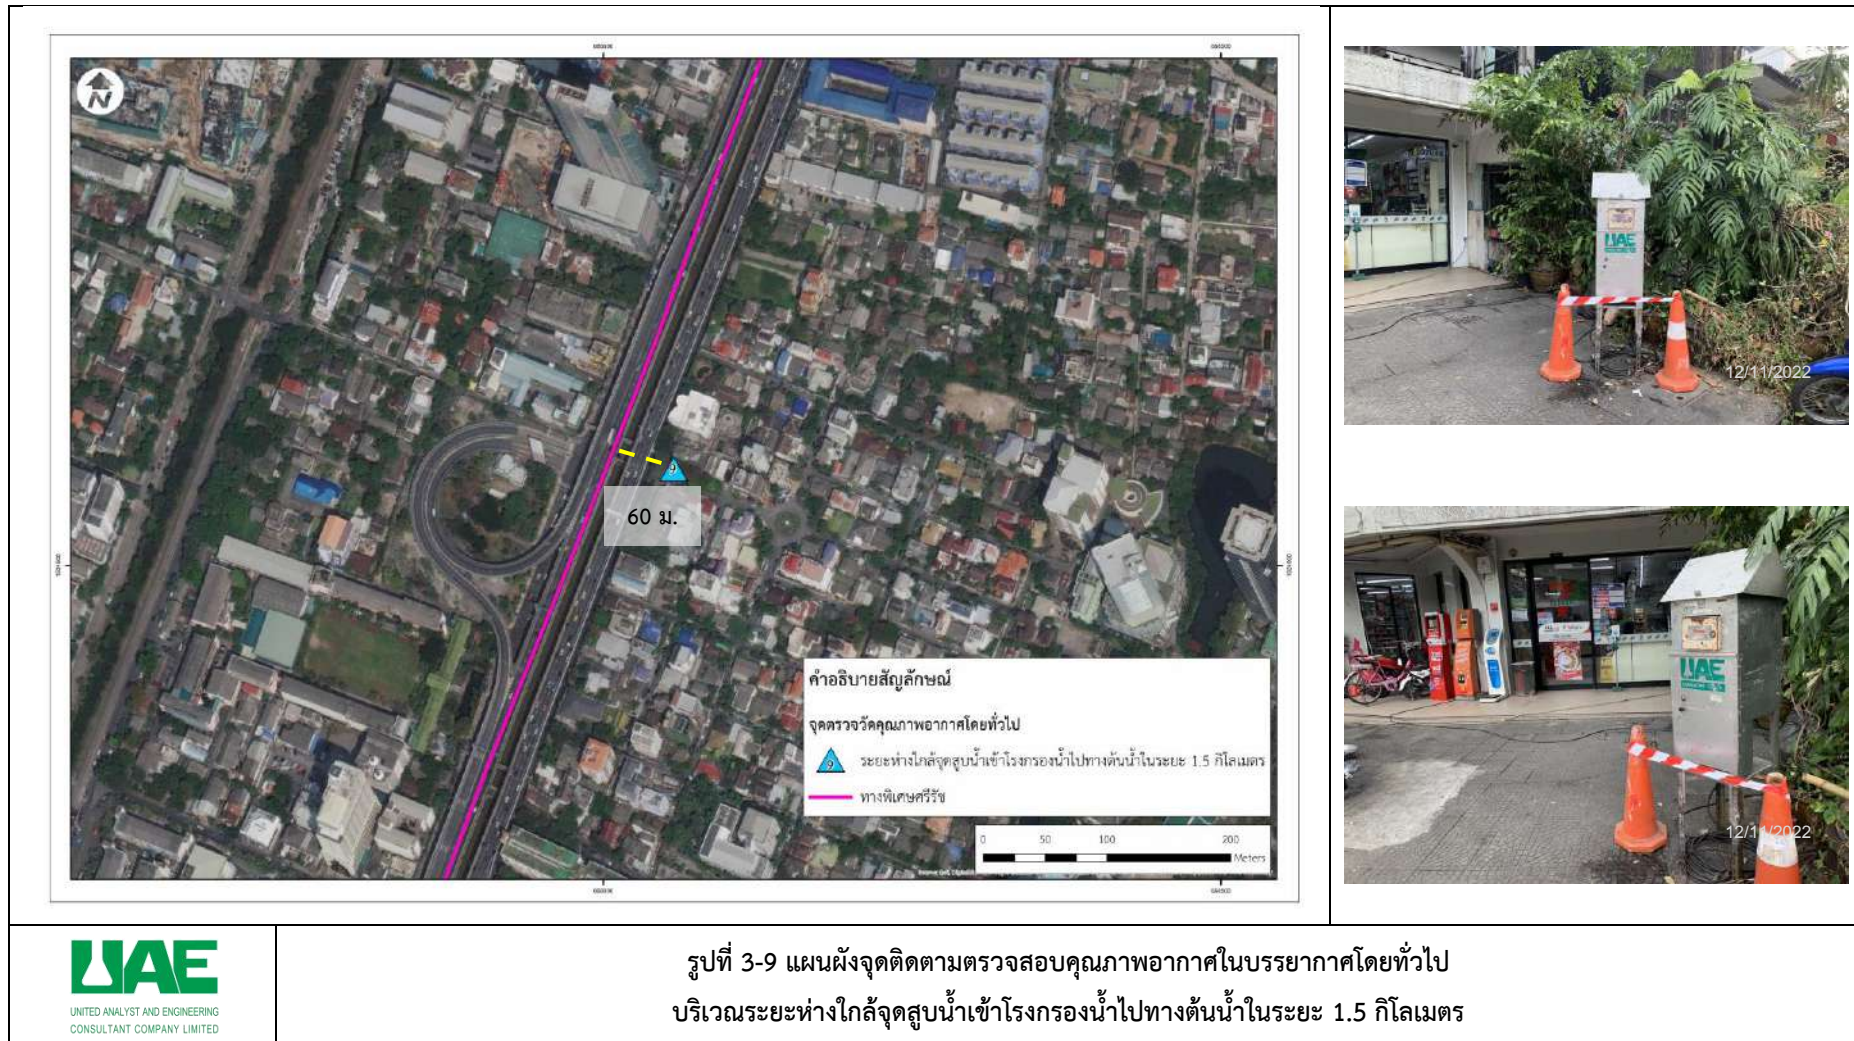 N
9
60 ม.
คำอธิบายสัญลักษณ์
จุดตรวจวัดคุณภาพอากาศโดยทั่วไป
9 ระยะห่างใกล้จุดสูบน้ำเข้าโรงกรองน้ำไปทางต้นน้ำในระยะ 1.5 กิโลเมตร
ทางพิเศษศรีรัช
0 50 100 200
Meters
UAE
12/11/2022
UAE
12/11/2022
UAE
UNITED ANALYST AND ENGINEERING
CONSULTANT COMPANY LIMITED
รูปที่ 3-9 แผนผังจุดติดตามตรวจสอบคุณภาพอากาศในบรรยากาศโดยทั่วไป
บริเวณระยะห่างใกล้จุดสูบน้ำเข้าโรงกรองน้ำไปทางต้นน้ำในระยะ 1.5 กิโลเมตร